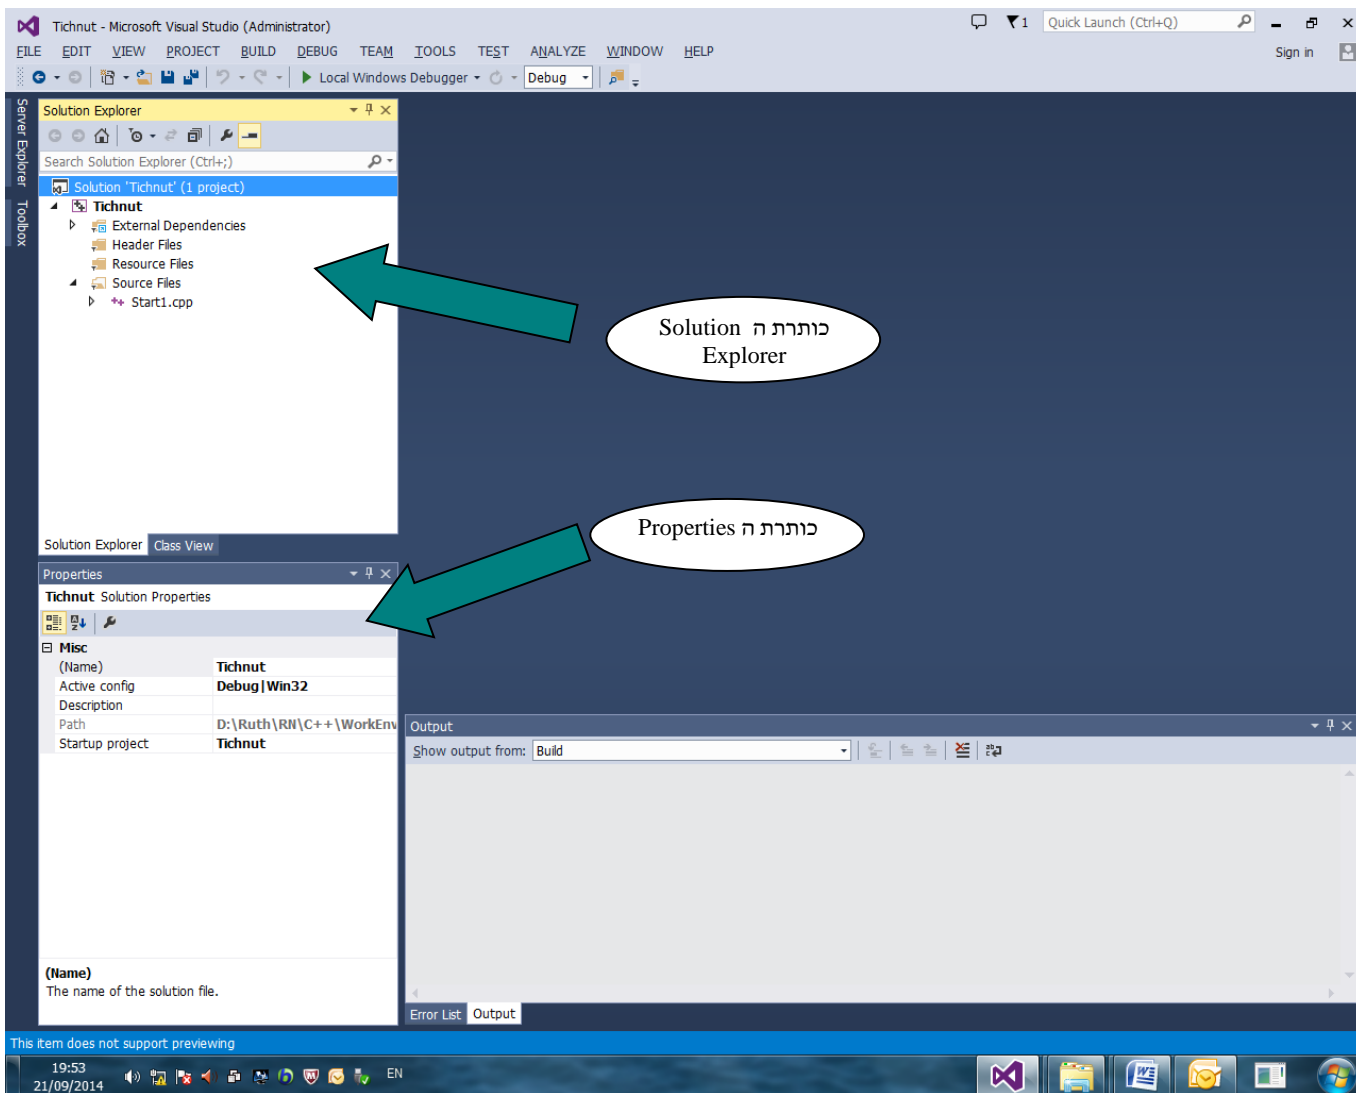 Tichnut - Microsoft Visual Studio (Administrator)
1
Quick Launch (Ctrl+Q)
FILE EDIT VIEW PROJECT BUILD DEBUG TEAM TOOLS TEST ANALYZE WINDOW HELP
Sign in
Local Windows Debugger
Debug
Server Explorer
Toolbox
Solution Explorer
Search Solution Explorer (Ctrl+;)
Solution 'Tichnut' (1 project)
Tichnut
External Dependencies
Header Files
Resource Files
Source Files
Start1.cpp
כותרת ה Solution
Explorer
כותרת ה Properties
Solution Explorer Class View
Properties
Tichnut Solution Properties
Misc
(Name) Tichnut
Active config Debug|Win32
Description
Path D:\Ruth\RN\C++\WorkEnv
Startup project Tichnut
(Name)
The name of the solution file.
Output
Show output from: Build
Error List Output
This item does not support previewing
19:53
21/09/2014
EN